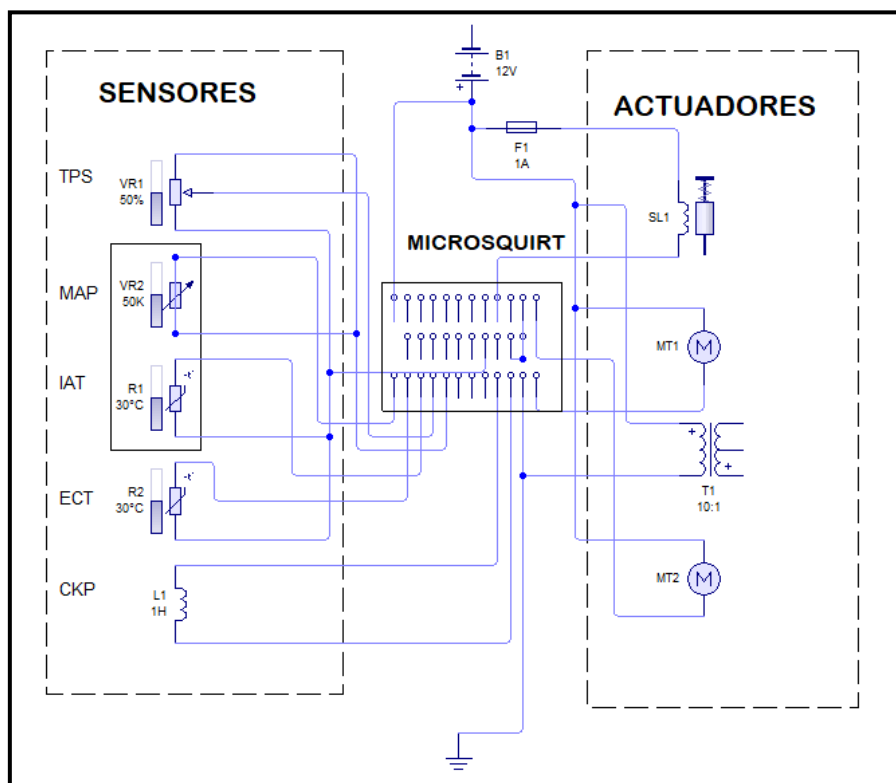 SENSORES
B1
12V
+
ACTUADORES
F1
1A
TPS
VR1
50%
SL1
MICROSQUIRT
MAP
VR2
50K
MT1
M
IAT
R1
30°C
-t°
+
T1
10:1
+
ECT
R2
30°C
-t°
MT2
M
CKP
L1
1H